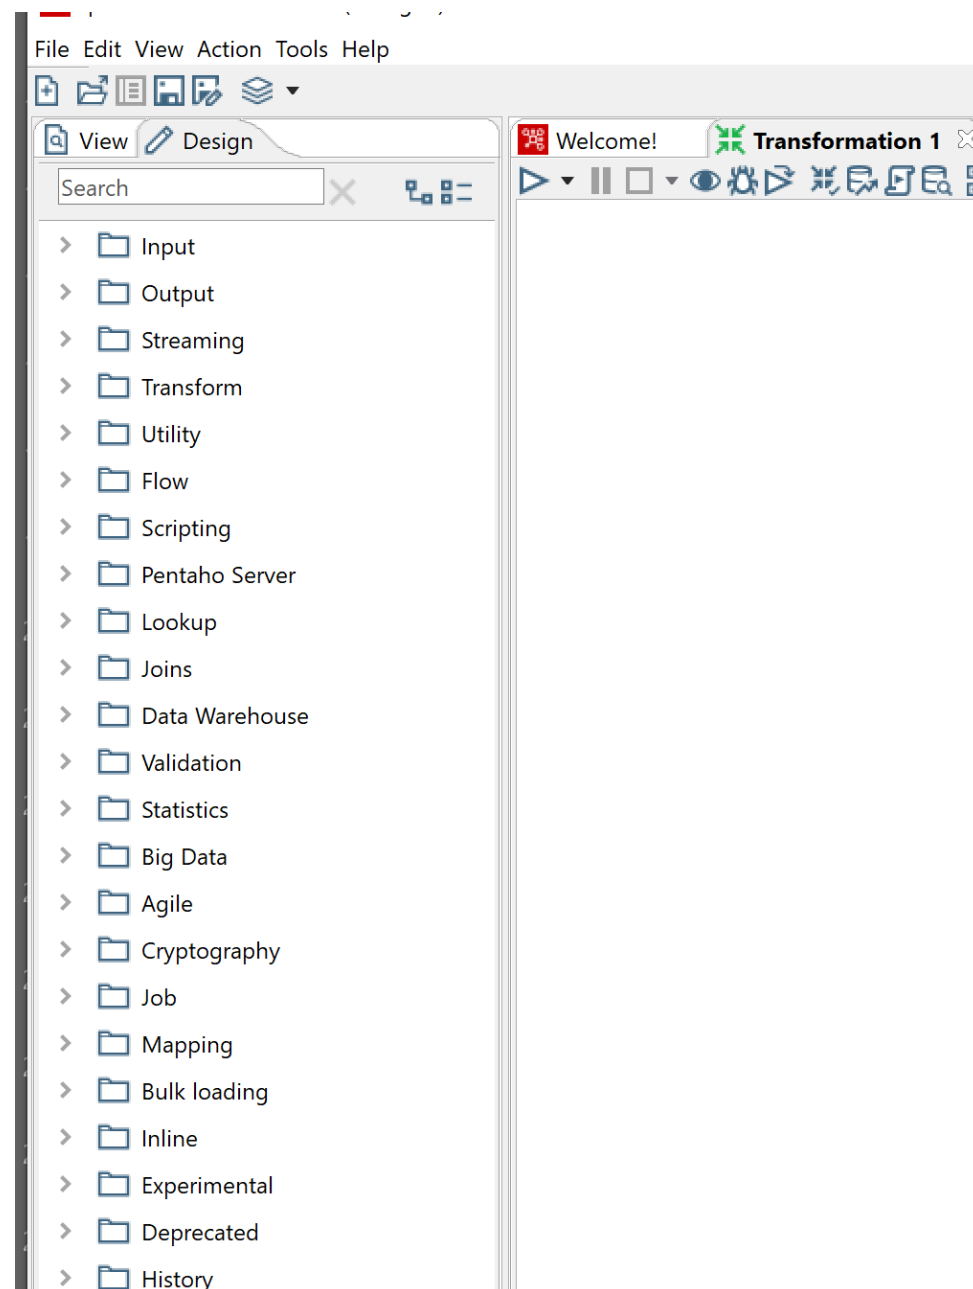 File Edit View Action Tools Help
View Design
Welcome! Transformation 1
Search
Input
Output
Streaming
Transform
Utility
Flow
Scripting
Pentaho Server
Lookup
Joins
Data Warehouse
Validation
Statistics
Big Data
Agile
Cryptography
Job
Mapping
Bulk loading
Inline
Experimental
Deprecated
History